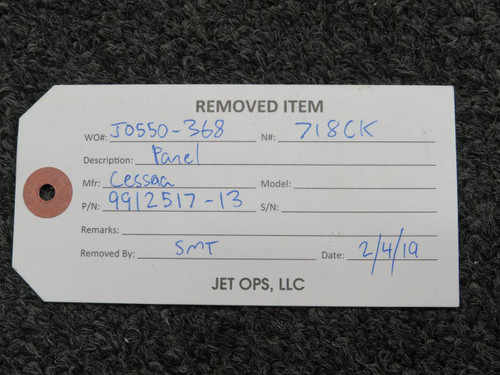 REMOVED ITEM
WO#: J0550-368 N#: 718CK
Description: Panel
Mfr: Cessna Model:
P/N: 9912517-13 S/N:
Remarks:
Removed By: SMT Date: 2/4/19
JET OPS, LLC